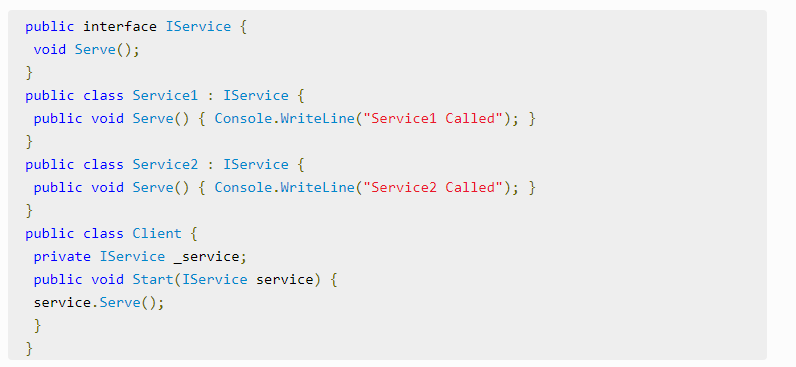 public interface IService {
 void Serve();
}
public class Service1 : IService {
 public void Serve() { Console.WriteLine("Service1 Called"); }
}
public class Service2 : IService {
 public void Serve() { Console.WriteLine("Service2 Called"); }
}
public class Client {
 private IService _service;
 public void Start(IService service) {
 service.Serve();
 }
}